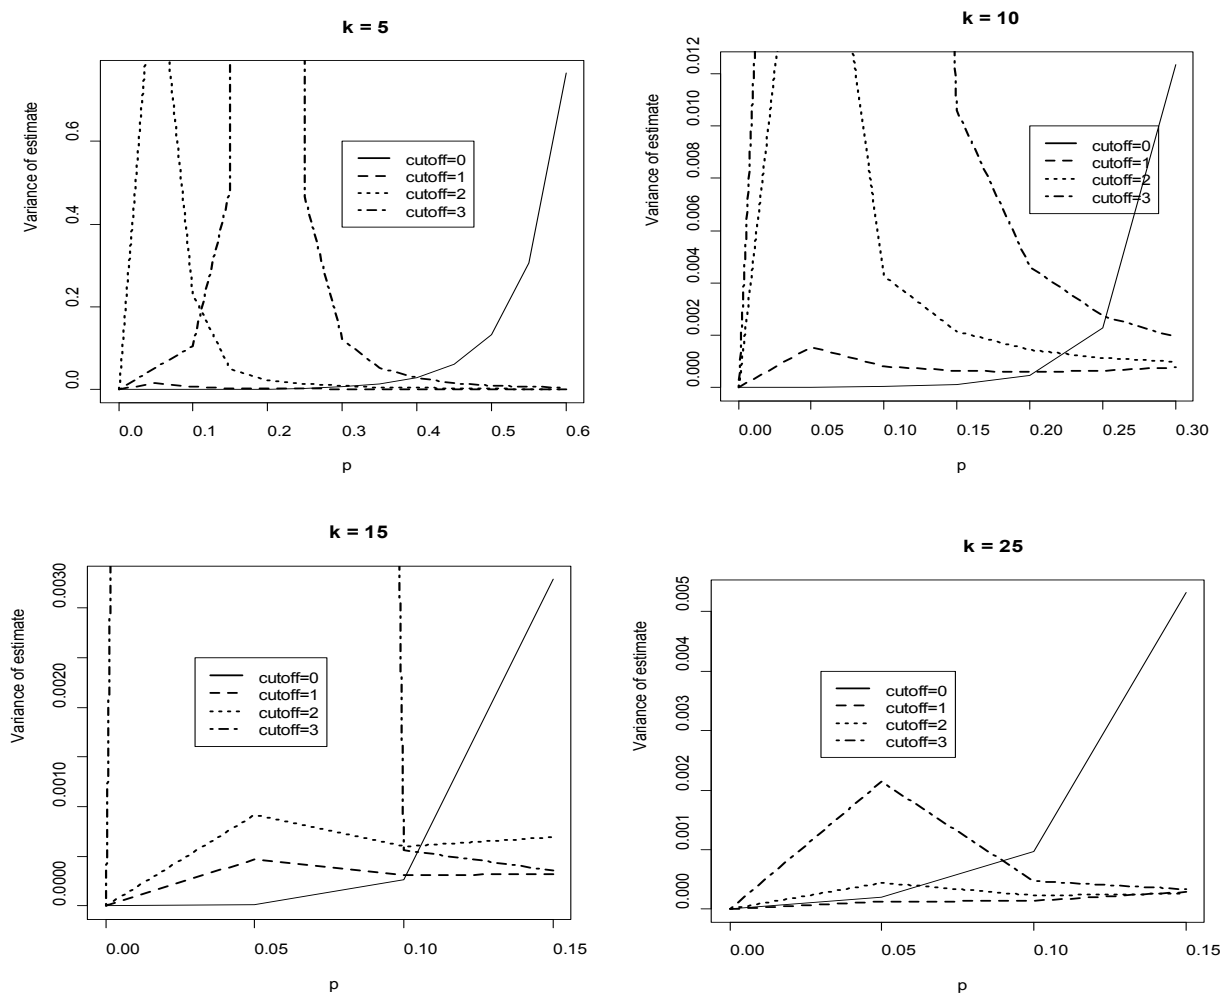 k = 5
Variance of estimate
0.6
0.4
0.2
0.0
cutoff=0
cutoff=1
cutoff=2
cutoff=3
0.0 0.1 0.2 0.3 0.4 0.5 0.6
p
k = 10
Variance of estimate
0.012
0.010
0.008
0.006
0.004
0.002
0.000
cutoff=0
cutoff=1
cutoff=2
cutoff=3
0.00 0.05 0.10 0.15 0.20 0.25 0.30
p
k = 15
Variance of estimate
0.0030
0.0020
0.0010
0.0000
cutoff=0
cutoff=1
cutoff=2
cutoff=3
0.00 0.05 0.10 0.15
p
k = 25
Variance of estimate
0.005
0.004
0.003
0.002
0.001
0.000
cutoff=0
cutoff=1
cutoff=2
cutoff=3
0.00 0.05 0.10 0.15
p